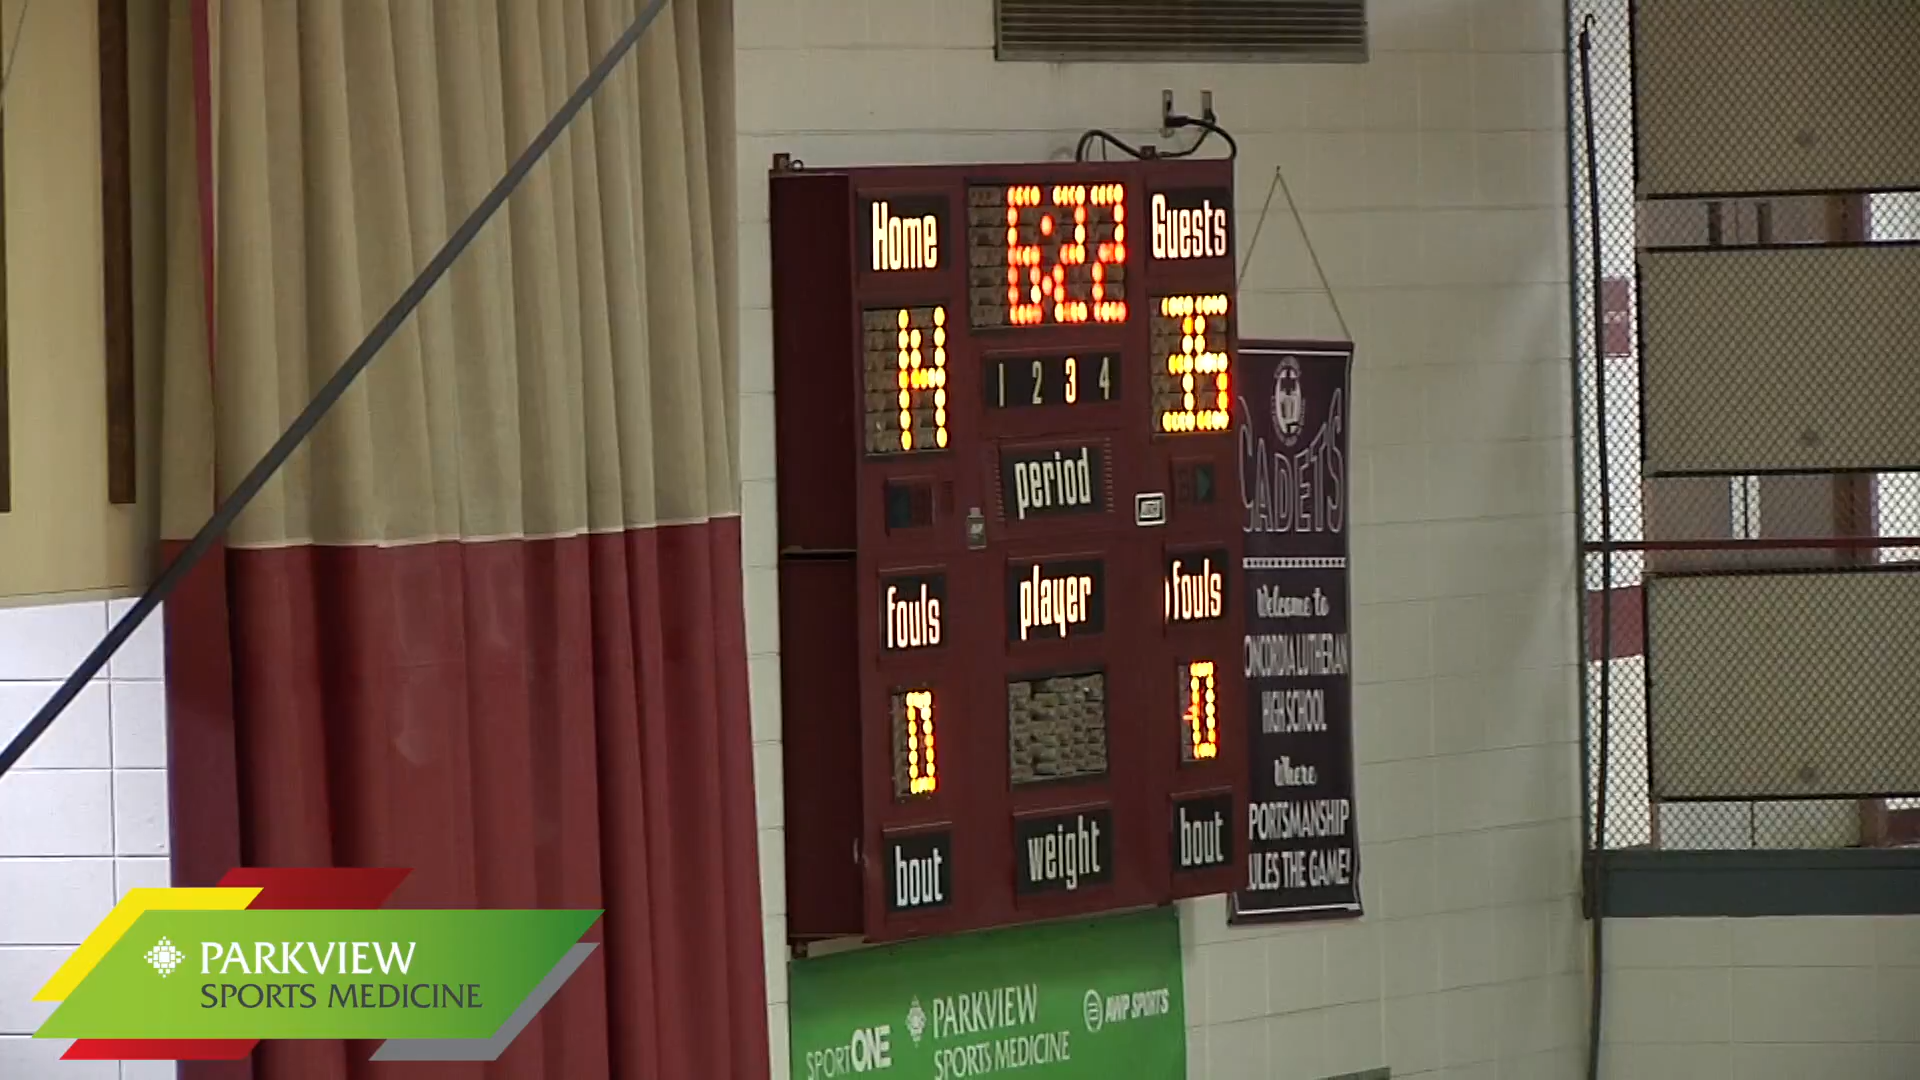 Home
6:22
Guests
14
35
1 2 3 4
period
fouls
player
fouls
0
0
bout
weight
bout
CADETS
Welcome to
ONCORDIA LUTHERAN
HIGH SCHOOL
Where
PORTSMANSHIP
ULES THE GAME!
SPORTONE
PARKVIEW
SPORTS MEDICINE
AWP SPORTS
PARKVIEW
SPORTS MEDICINE